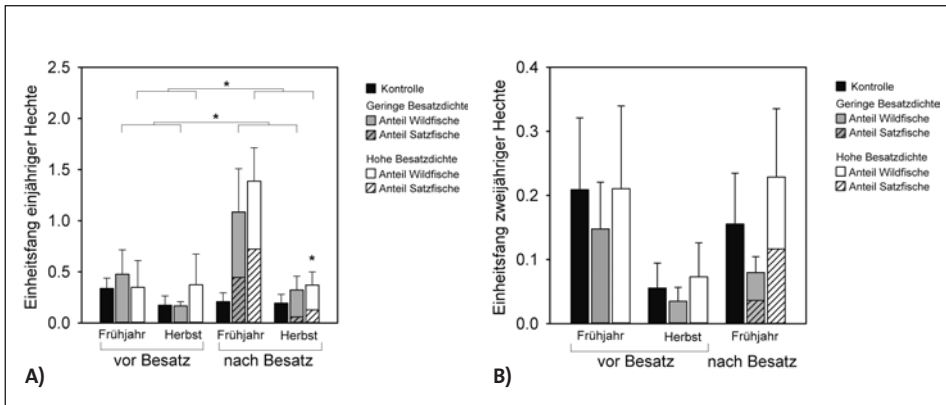 Einheitsfang einjähriger Hechte
2.5
2.0
1.5
1.0
0.5
0.0
*
*
*
Frühjahr Herbst Frühjahr Herbst
vor Besatz nach Besatz
A)
Kontrolle
Geringe Besatzdichte
Anteil Wildfische
Anteil Satzfische
Hohe Besatzdichte
Anteil Wildfische
Anteil Satzfische
Einheitsfang zweijähriger Hechte
0.4
0.3
0.2
0.1
0.0
Frühjahr Herbst Frühjahr
vor Besatz nach Besatz
B)
Kontrolle
Geringe Besatzdichte
Anteil Wildfische
Anteil Satzfische
Hohe Besatzdichte
Anteil Wildfische
Anteil Satzfische